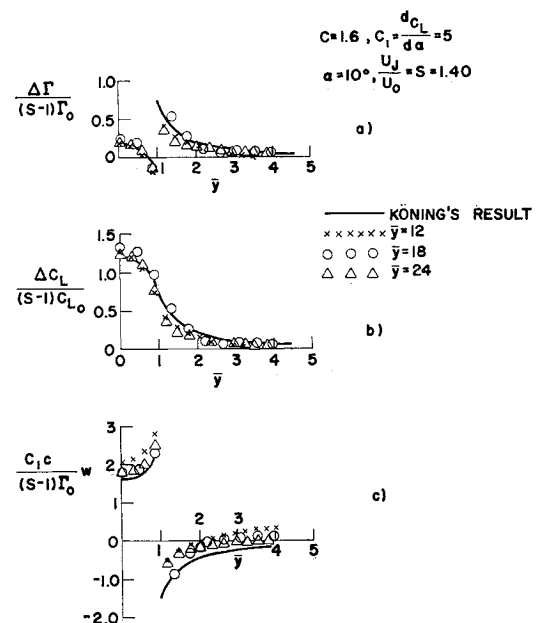 C=1.6 , C₁ = dC_L/dα = 5
α=10°, U_J/U_O = S = 1.40
ΔΓ/(S-1)Γ₀
1.0
0.5
0
1 2 3 4 5
ȳ
a)
KÖNING'S RESULT
ȳ=12
ȳ=18
ȳ=24
ΔC_L/(S-1)C_L₀
1.5
1.0
0.5
0
0 1 2 3 4 5
ȳ
b)
C₁c/(S-1)Γ₀ w
3
2
1
0
-1.0
-2.0
1 2 3 4 5
ȳ
c)